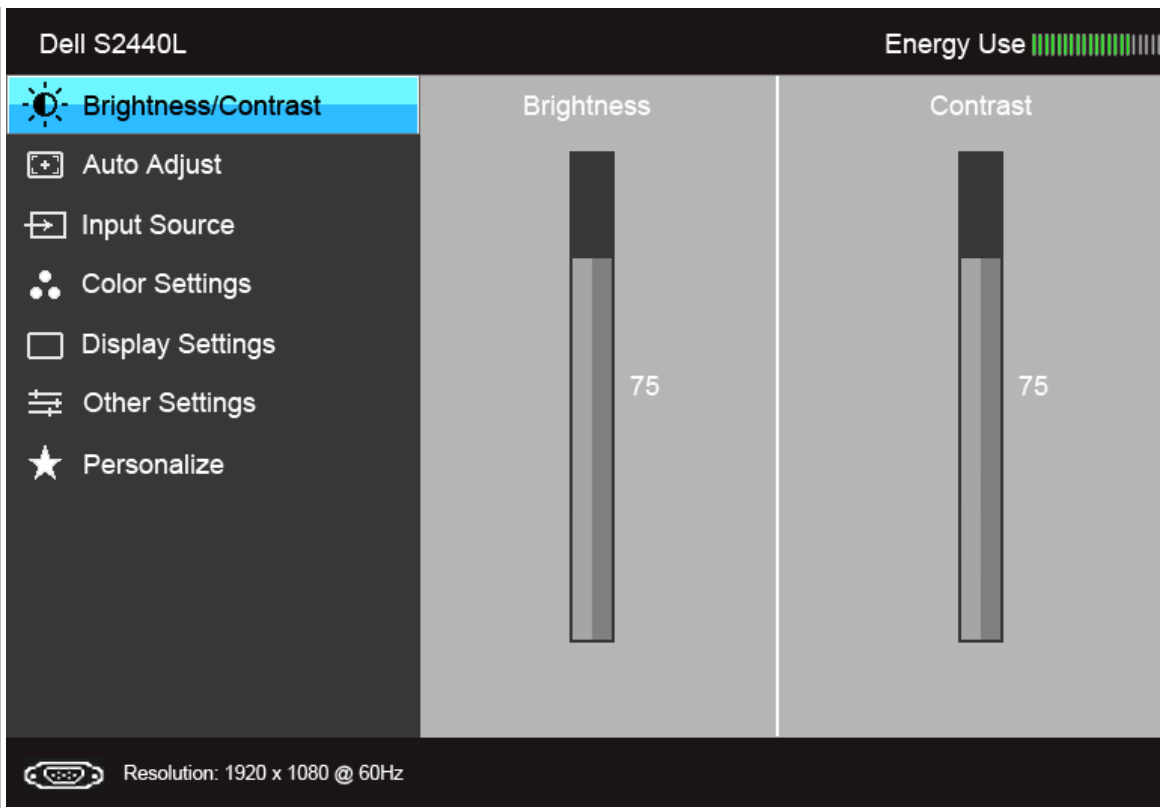 Dell S2440L
Energy Use
Brightness/Contrast
Brightness
Contrast
Auto Adjust
Input Source
Color Settings
Display Settings
75
75
Other Settings
Personalize
Resolution: 1920 x 1080 @ 60Hz